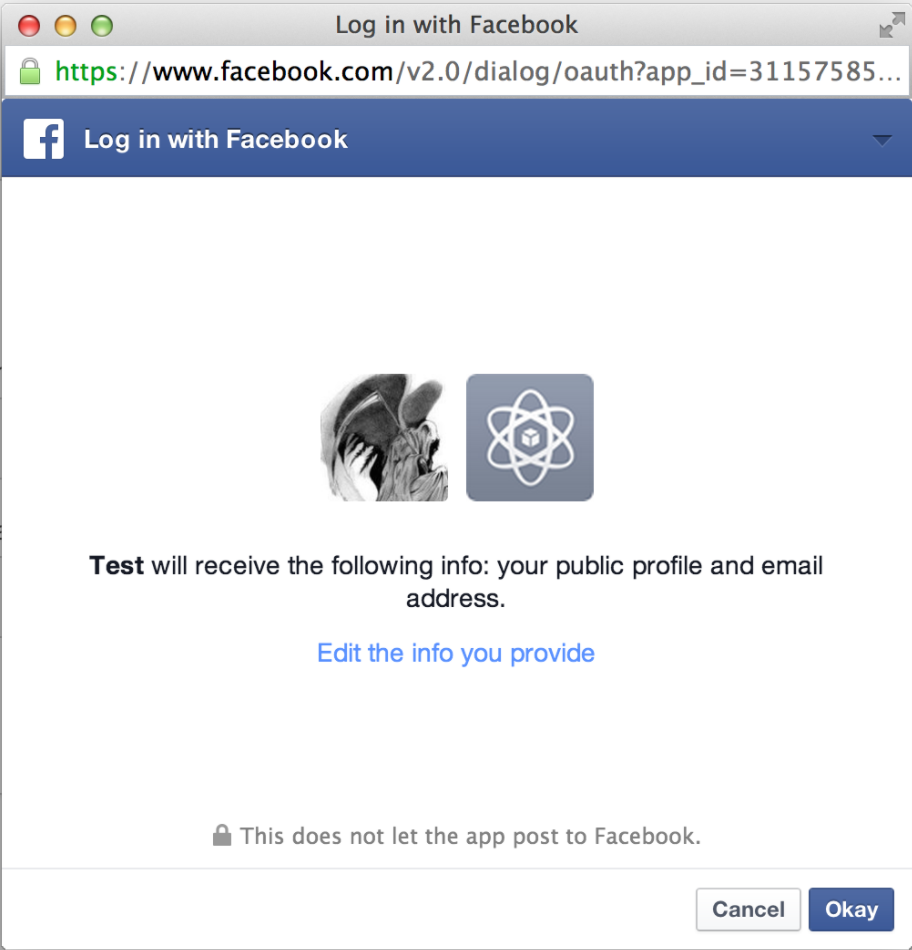 Log in with Facebook
https://www.facebook.com/v2.0/dialog/oauth?app_id=31157585...
Log in with Facebook
Test will receive the following info: your public profile and email
address.
Edit the info you provide
This does not let the app post to Facebook.
Cancel Okay